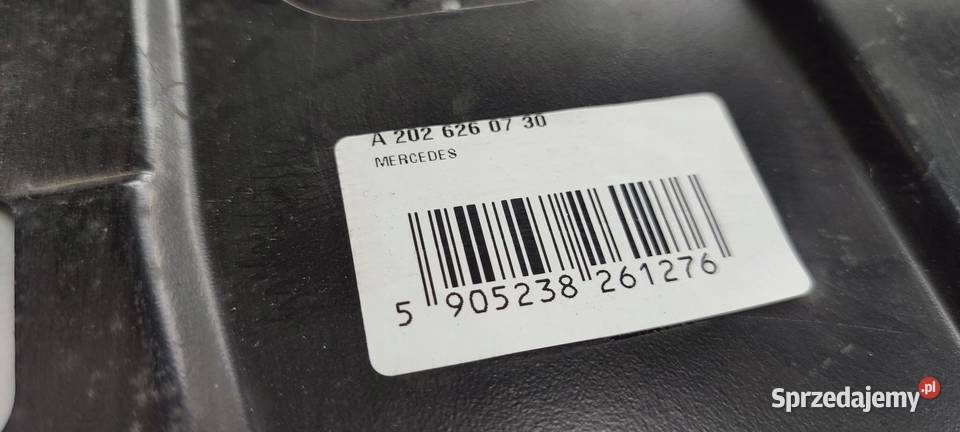 A 202 626 07 30
MERCEDES
5 905238 261276
Sprzedajemy.pl